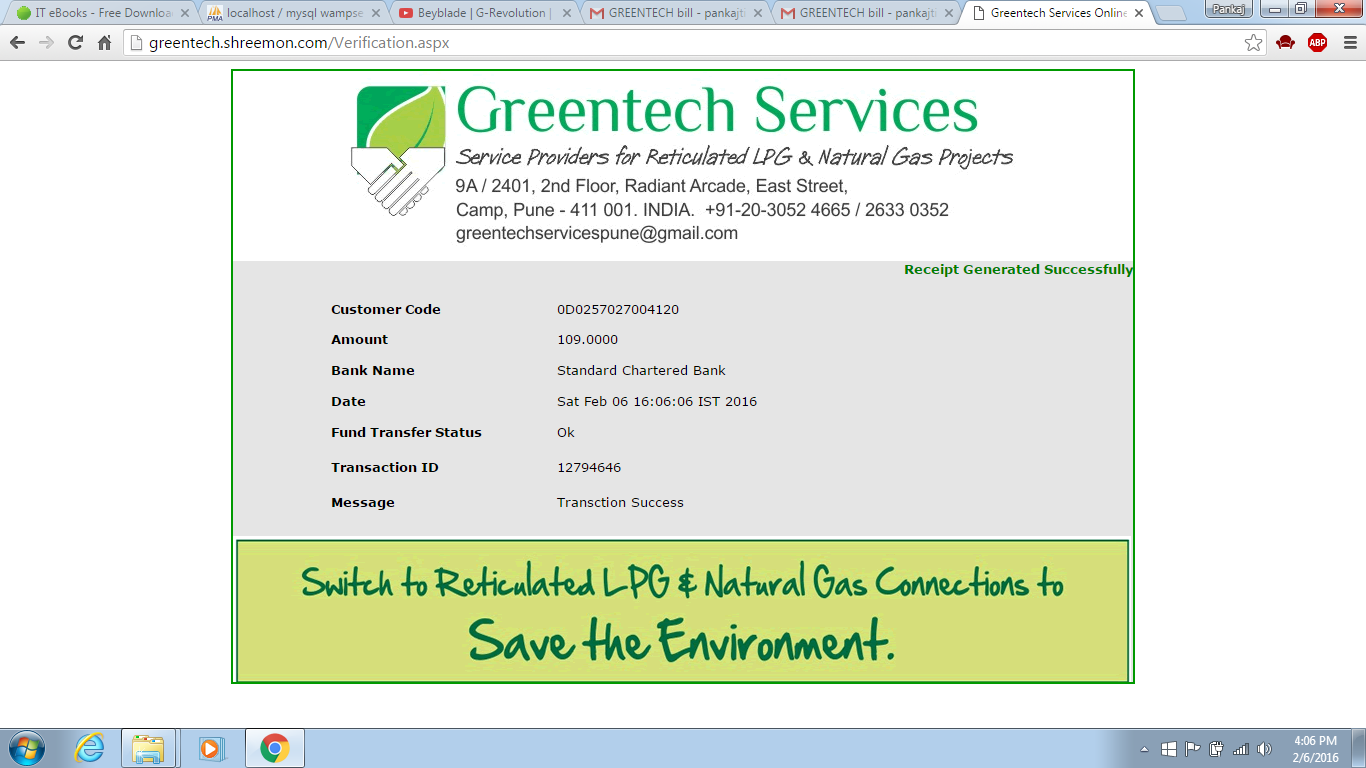 IT eBooks - Free Downloa
localhost / mysql wampse
Beyblade | G-Revolution |
GREENTECH bill - pankajti
GREENTECH bill - pankajti
Greentech Services Online
Pankaj
greentech.shreemon.com/Verification.aspx
ABP
Greentech Services
Service Providers for Reticulated LPG & Natural Gas Projects
9A / 2401, 2nd Floor, Radiant Arcade, East Street,
Camp, Pune - 411 001. INDIA. +91-20-3052 4665 / 2633 0352
greentechservicespune@gmail.com
Receipt Generated Successfully
Customer Code 0D0257027004120
Amount 109.0000
Bank Name Standard Chartered Bank
Date Sat Feb 06 16:06:06 IST 2016
Fund Transfer Status Ok
Transaction ID 12794646
Message Transction Success
Switch to Reticulated LPG & Natural Gas Connections to
Save the Environment.
4:06 PM
2/6/2016